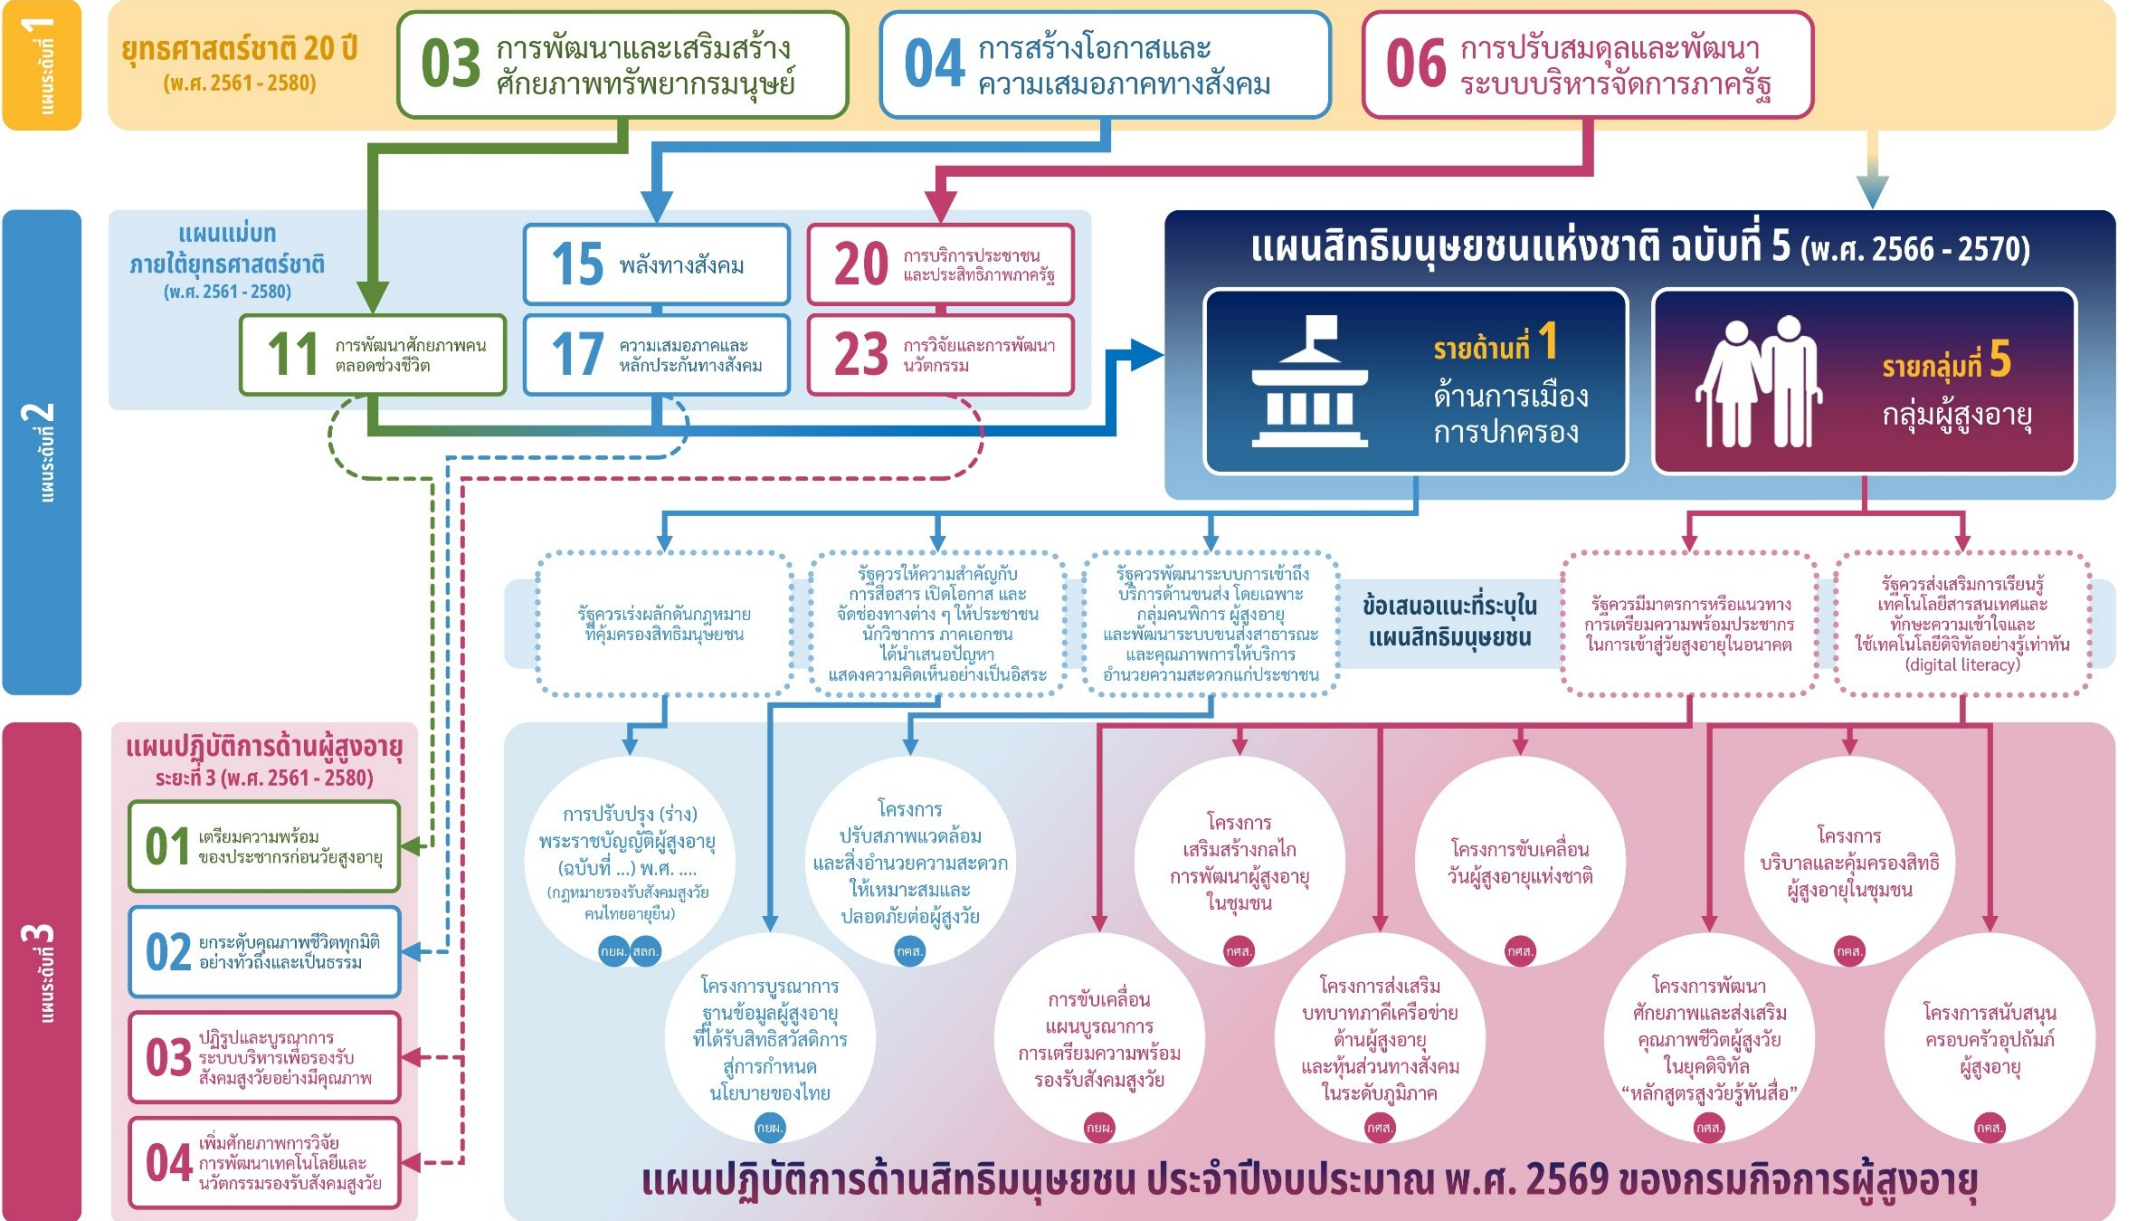 แผนระดับที่ 1
ยุทธศาสตร์ชาติ 20 ปี
(พ.ศ. 2561 - 2580)
03 การพัฒนาและเสริมสร้าง
ศักยภาพทรัพยากรมนุษย์
04 การสร้างโอกาสและ
ความเสมอภาคทางสังคม
06 การปรับสมดุลและพัฒนา
ระบบบริหารจัดการภาครัฐ
แผนระดับที่ 2
แผนแม่บท
ภายใต้ยุทธศาสตร์ชาติ
(พ.ศ. 2561 - 2580)
11 การพัฒนาศักยภาพคน
ตลอดช่วงชีวิต
15 พลังทางสังคม
17 ความเสมอภาคและ
หลักประกันทางสังคม
20 การบริการประชาชน
และประสิทธิภาพภาครัฐ
23 การวิจัยและการพัฒนา
นวัตกรรม
แผนสิทธิมนุษยชนแห่งชาติ ฉบับที่ 5 (พ.ศ. 2566 - 2570)
รายด้านที่ 1
ด้านการเมือง
การปกครอง
รายกลุ่มที่ 5
กลุ่มผู้สูงอายุ
รัฐควรเร่งผลักดันกฎหมาย
ที่คุ้มครองสิทธิมนุษยชน
รัฐควรให้ความสำคัญกับ
การสื่อสาร เปิดโอกาส และ
จัดช่องทางต่าง ๆ ให้ประชาชน
นักวิชาการ ภาคเอกชน
ได้นำเสนอปัญหา
แสดงความคิดเห็นอย่างเป็นอิสระ
รัฐควรพัฒนาระบบการเข้าถึง
บริการด้านขนส่ง โดยเฉพาะ
กลุ่มคนพิการ ผู้สูงอายุ
และพัฒนาระบบขนส่งสาธารณะ
และคุณภาพการให้บริการ
อำนวยความสะดวกแก่ประชาชน
ข้อเสนอแนะที่ระบุใน
แผนสิทธิมนุษยชน
รัฐควรมีมาตรการหรือแนวทาง
การเตรียมความพร้อมประชากร
ในการเข้าสู่วัยสูงอายุในอนาคต
รัฐควรส่งเสริมการเรียนรู้
เทคโนโลยีสารสนเทศและ
ทักษะความเข้าใจและ
ใช้เทคโนโลยีดิจิทัลอย่างรู้เท่าทัน
(digital literacy)
แผนระดับที่ 3
แผนปฏิบัติการด้านผู้สูงอายุ
ระยะที่ 3 (พ.ศ. 2561 - 2580)
01 เตรียมความพร้อม
ของประชากรก่อนวัยสูงอายุ
02 ยกระดับคุณภาพชีวิตทุกมิติ
อย่างทั่วถึงและเป็นธรรม
03 ปฏิรูปและบูรณาการ
ระบบบริหารเพื่อรองรับ
สังคมสูงวัยอย่างมีคุณภาพ
04 เพิ่มศักยภาพการวิจัย
การพัฒนาเทคโนโลยีและ
นวัตกรรมรองรับสังคมสูงวัย
การปรับปรุง (ร่าง)
พระราชบัญญัติผู้สูงอายุ
(ฉบับที่ ...) พ.ศ. ....
(กฎหมายรองรับสังคมสูงวัย
คนไทยอายุยืน)
กยผ. สลก.
โครงการบูรณาการ
ฐานข้อมูลผู้สูงอายุ
ที่ได้รับสิทธิสวัสดิการ
สู่การกำหนด
นโยบายของไทย
กยผ.
โครงการ
ปรับสภาพแวดล้อม
และสิ่งอำนวยความสะดวก
ให้เหมาะสมและ
ปลอดภัยต่อผู้สูงวัย
กคส.
การขับเคลื่อน
แผนบูรณาการ
การเตรียมความพร้อม
รองรับสังคมสูงวัย
กยผ.
โครงการ
เสริมสร้างกลไก
การพัฒนาผู้สูงอายุ
ในชุมชน
กศส.
โครงการส่งเสริม
บทบาทภาคีเครือข่าย
ด้านผู้สูงอายุ
และหุ้นส่วนทางสังคม
ในระดับภูมิภาค
กศส.
โครงการขับเคลื่อน
วันผู้สูงอายุแห่งชาติ
กศส.
โครงการพัฒนา
ศักยภาพและส่งเสริม
คุณภาพชีวิตผู้สูงวัย
ในยุคดิจิทัล
“หลักสูตรสูงวัยรู้ทันสื่อ”
กศส.
โครงการ
บริบาลและคุ้มครองสิทธิ
ผู้สูงอายุในชุมชน
กคส.
โครงการสนับสนุน
ครอบครัวอุปถัมภ์
ผู้สูงอายุ
กคส.
แผนปฏิบัติการด้านสิทธิมนุษยชน ประจำปีงบประมาณ พ.ศ. 2569 ของกรมกิจการผู้สูงอายุ